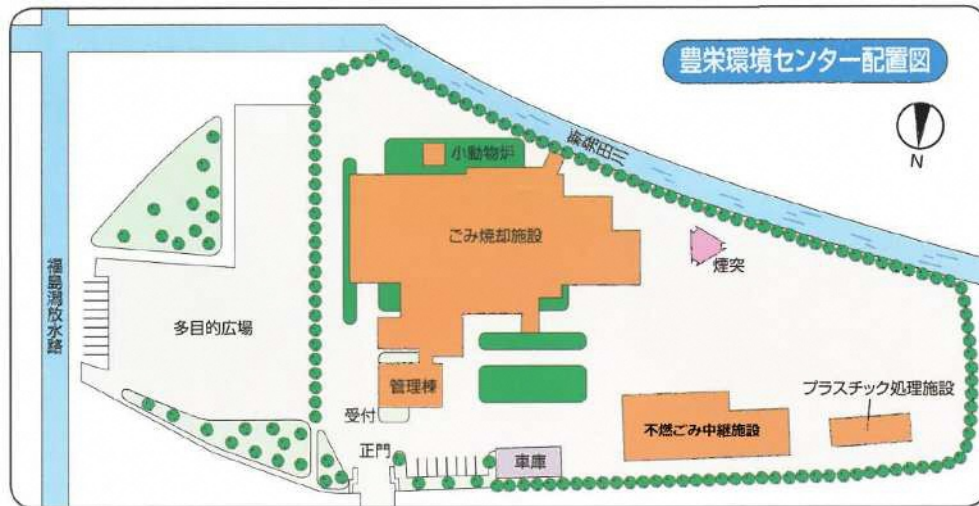 豊栄環境センター配置図
N
小動物炉
ごみ焼却施設
煙突
福島潟放水路
多目的広場
管理棟
プラスチック処理施設
受付
不燃ごみ中継施設
正門
車庫